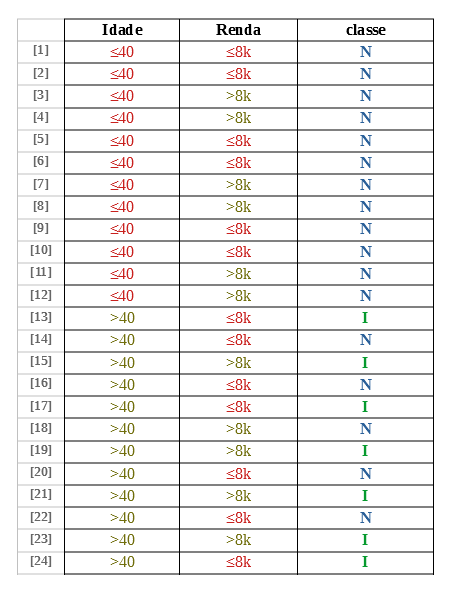 Idade Renda classe
[1] ≤40 ≤8k N
[2] ≤40 ≤8k N
[3] ≤40 >8k N
[4] ≤40 >8k N
[5] ≤40 ≤8k N
[6] ≤40 ≤8k N
[7] ≤40 >8k N
[8] ≤40 >8k N
[9] ≤40 ≤8k N
[10] ≤40 ≤8k N
[11] ≤40 >8k N
[12] ≤40 >8k N
[13] >40 ≤8k I
[14] >40 ≤8k N
[15] >40 >8k I
[16] >40 ≤8k N
[17] >40 ≤8k I
[18] >40 >8k N
[19] >40 >8k I
[20] >40 ≤8k N
[21] >40 >8k I
[22] >40 ≤8k N
[23] >40 >8k I
[24] >40 ≤8k I